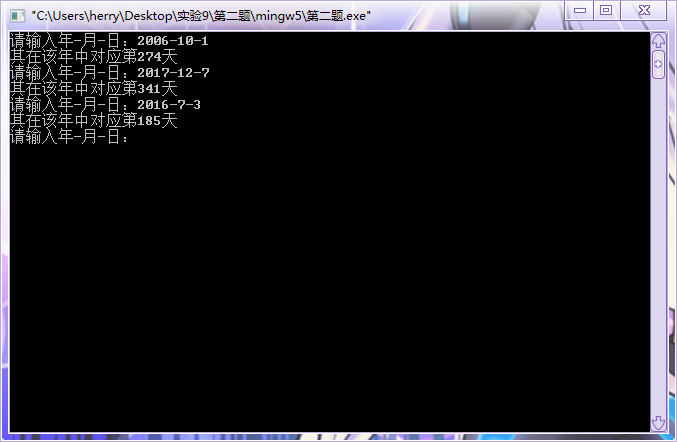 "C:\Users\herry\Desktop\实验9\第二题\mingw5\第二题.exe"
请输入年-月-日：2006-10-1
其在该年中对应第274天
请输入年-月-日：2017-12-7
其在该年中对应第341天
请输入年-月-日：2016-7-3
其在该年中对应第185天
请输入年-月-日：